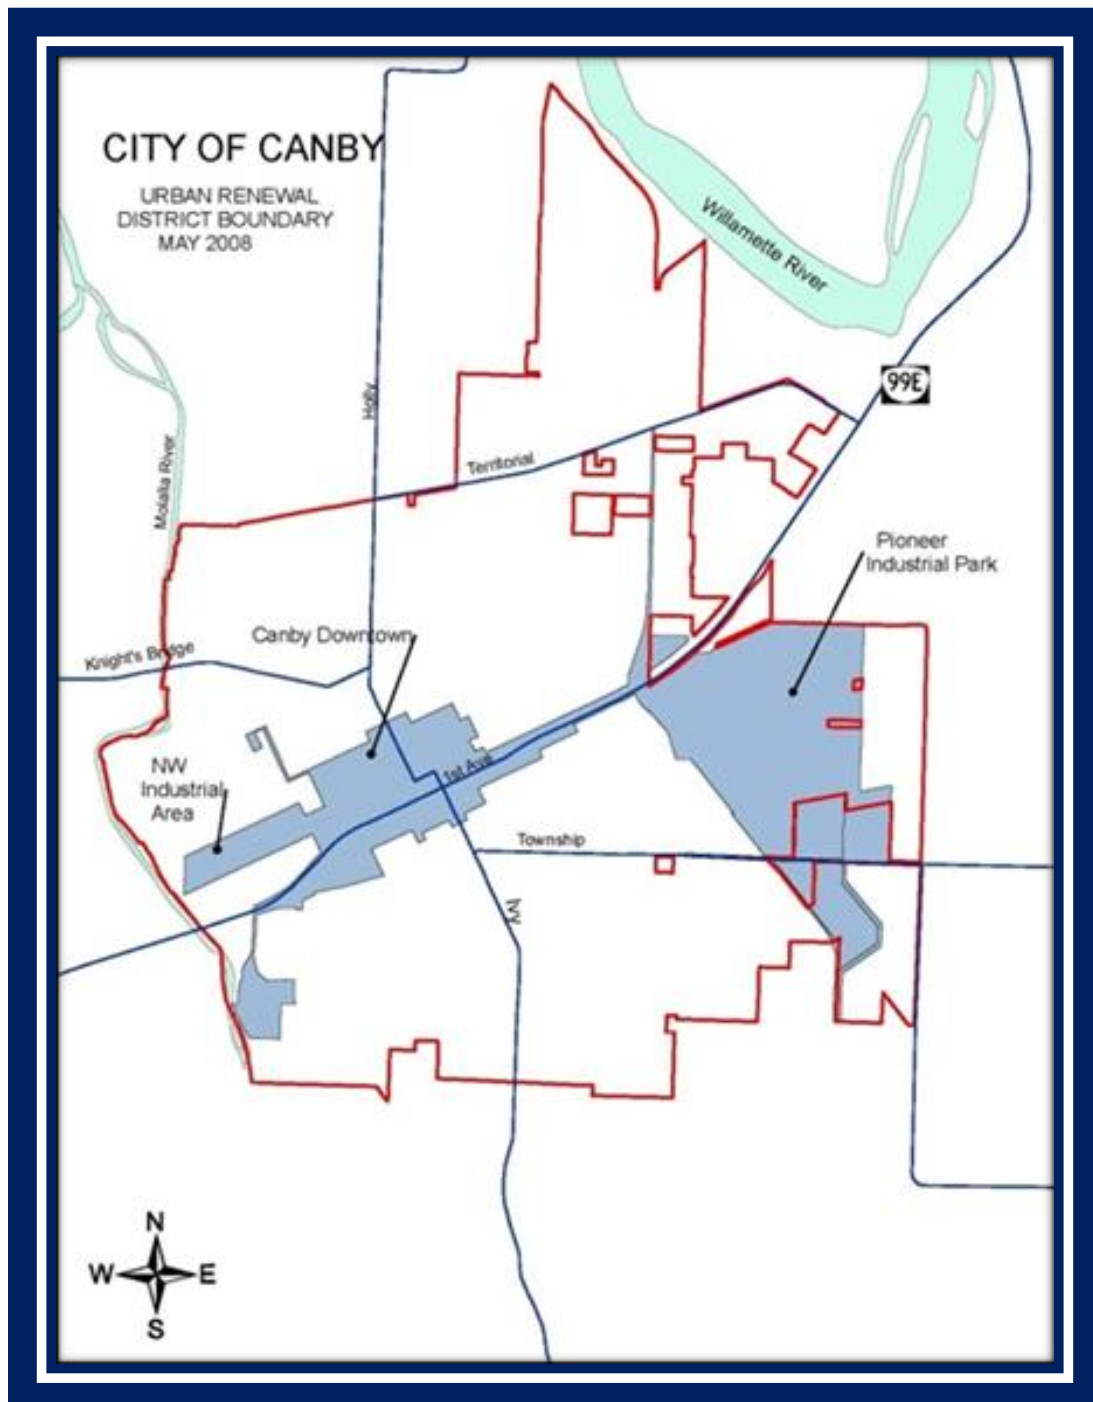 CITY OF CANBY
URBAN RENEWAL
DISTRICT BOUNDARY
MAY 2008
Willamette River
99E
Holly
Territorial
Molalla River
Pioneer
Industrial Park
Canby Downtown
Knight's Bridge
NW
Industrial
Area
1st Ave
Township
Ivy
N
W E
S